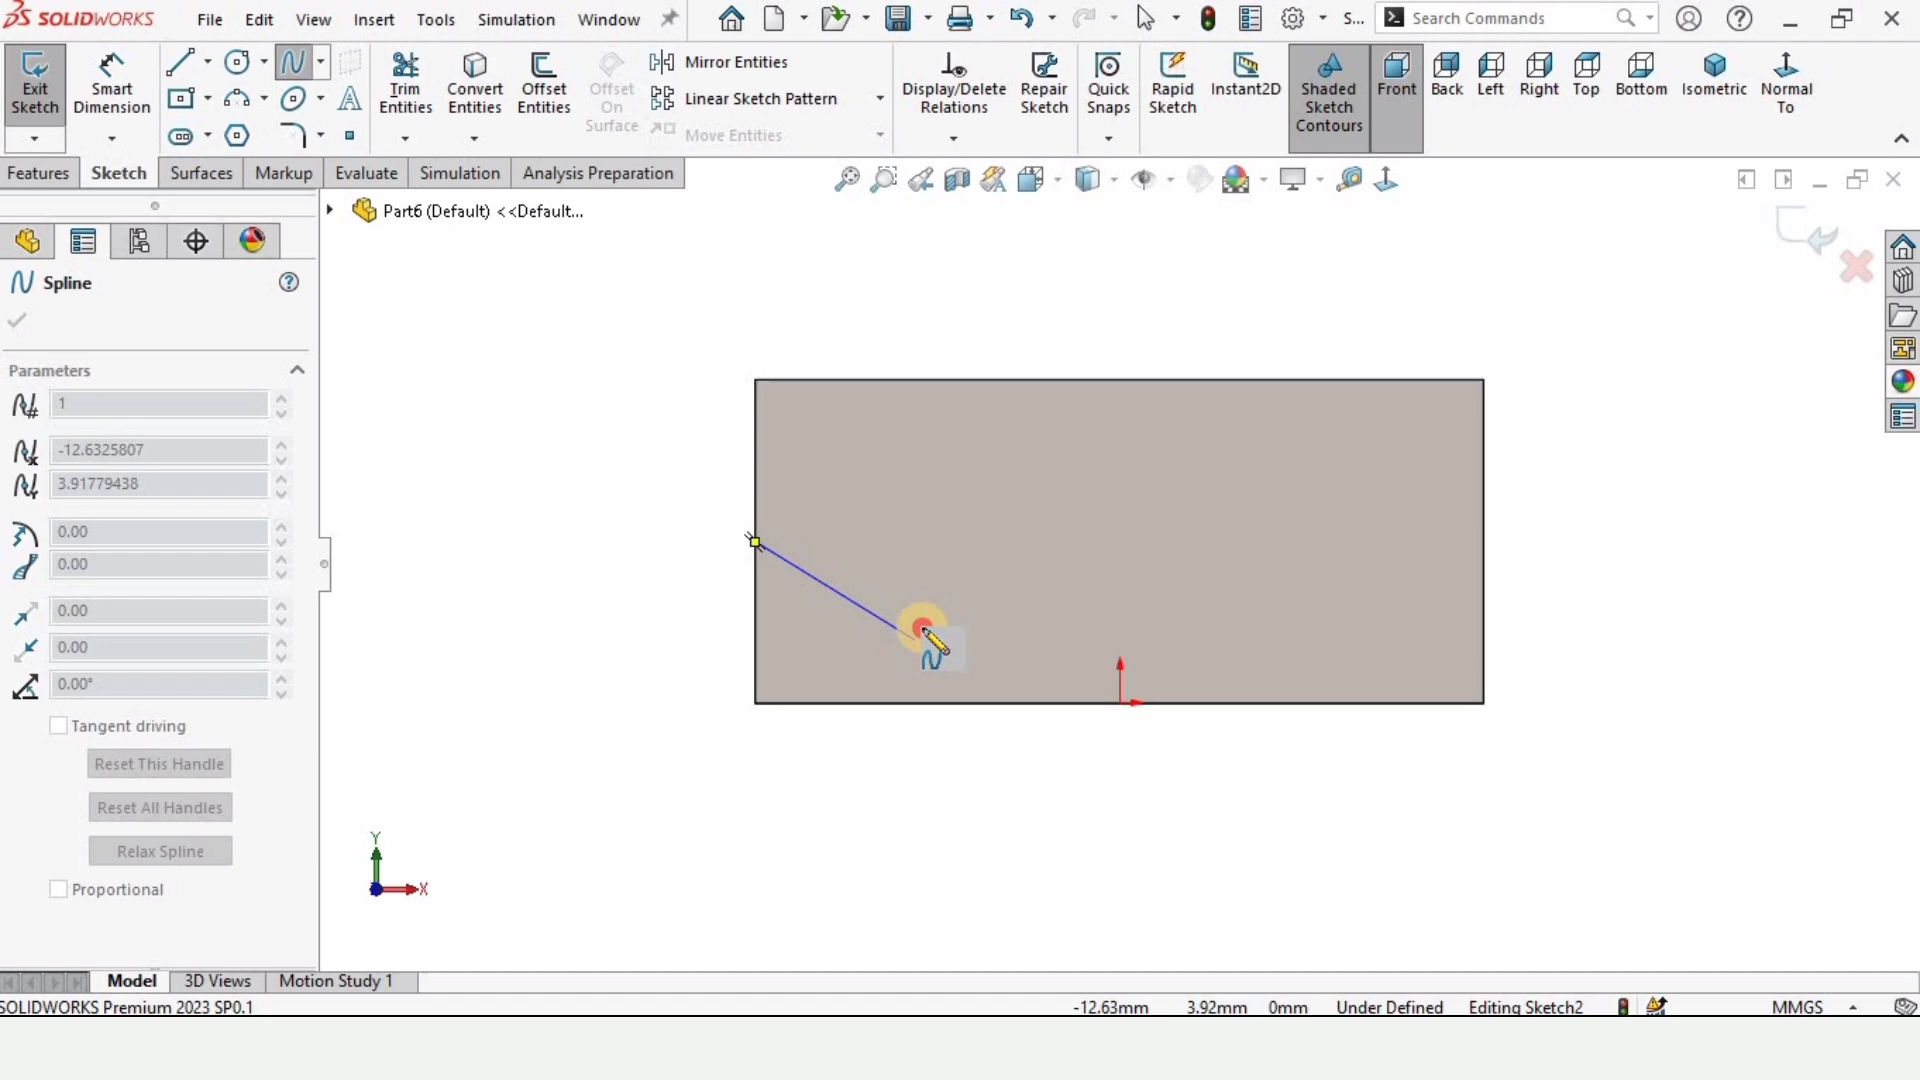 SOLIDWORKS File Edit View Insert Tools Simulation Window S... Search Commands
Exit Sketch
Smart Dimension
Trim Entities
Convert Entities
Offset Entities
Offset On Surface
Mirror Entities
Linear Sketch Pattern
Move Entities
Display/Delete Relations
Repair Sketch
Quick Snaps
Rapid Sketch
Instant2D
Shaded Sketch Contours
Front
Back
Left
Right
Top
Bottom
Isometric
Normal To
Features Sketch Surfaces Markup Evaluate Simulation Analysis Preparation
Part6 (Default) <<Default...
Spline
Parameters
1
-12.6325807
3.91779438
0.00
0.00
0.00
0.00
0.00°
Tangent driving
Reset This Handle
Reset All Handles
Relax Spline
Proportional
Y
X
Model 3D Views Motion Study 1
SOLIDWORKS Premium 2023 SP0.1 -12.63mm 3.92mm 0mm Under Defined Editing Sketch2 MMGS